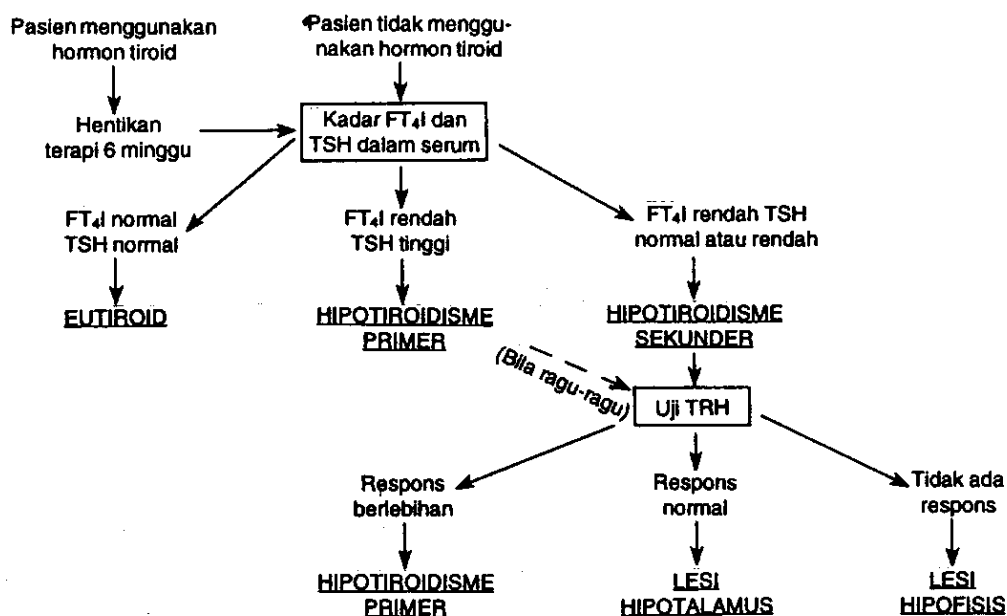 Pasien menggunakan
hormon tiroid
Pasien tidak menggu-
nakan hormon tiroid
Hentikan
terapi 6 minggu
Kadar FT₄I dan
TSH dalam serum
FT₄I normal
TSH normal
FT₄I rendah
TSH tinggi
FT₄I rendah TSH
normal atau rendah
EUTIROID
HIPOTIROIDISME
PRIMER
HIPOTIROIDISME
SEKUNDER
(Bila ragu-ragu)
Uji TRH
Respons
berlebihan
Respons
normal
Tidak ada
respons
HIPOTIROIDISME
PRIMER
LESI
HIPOTALAMUS
LESI
HIPOFISIS